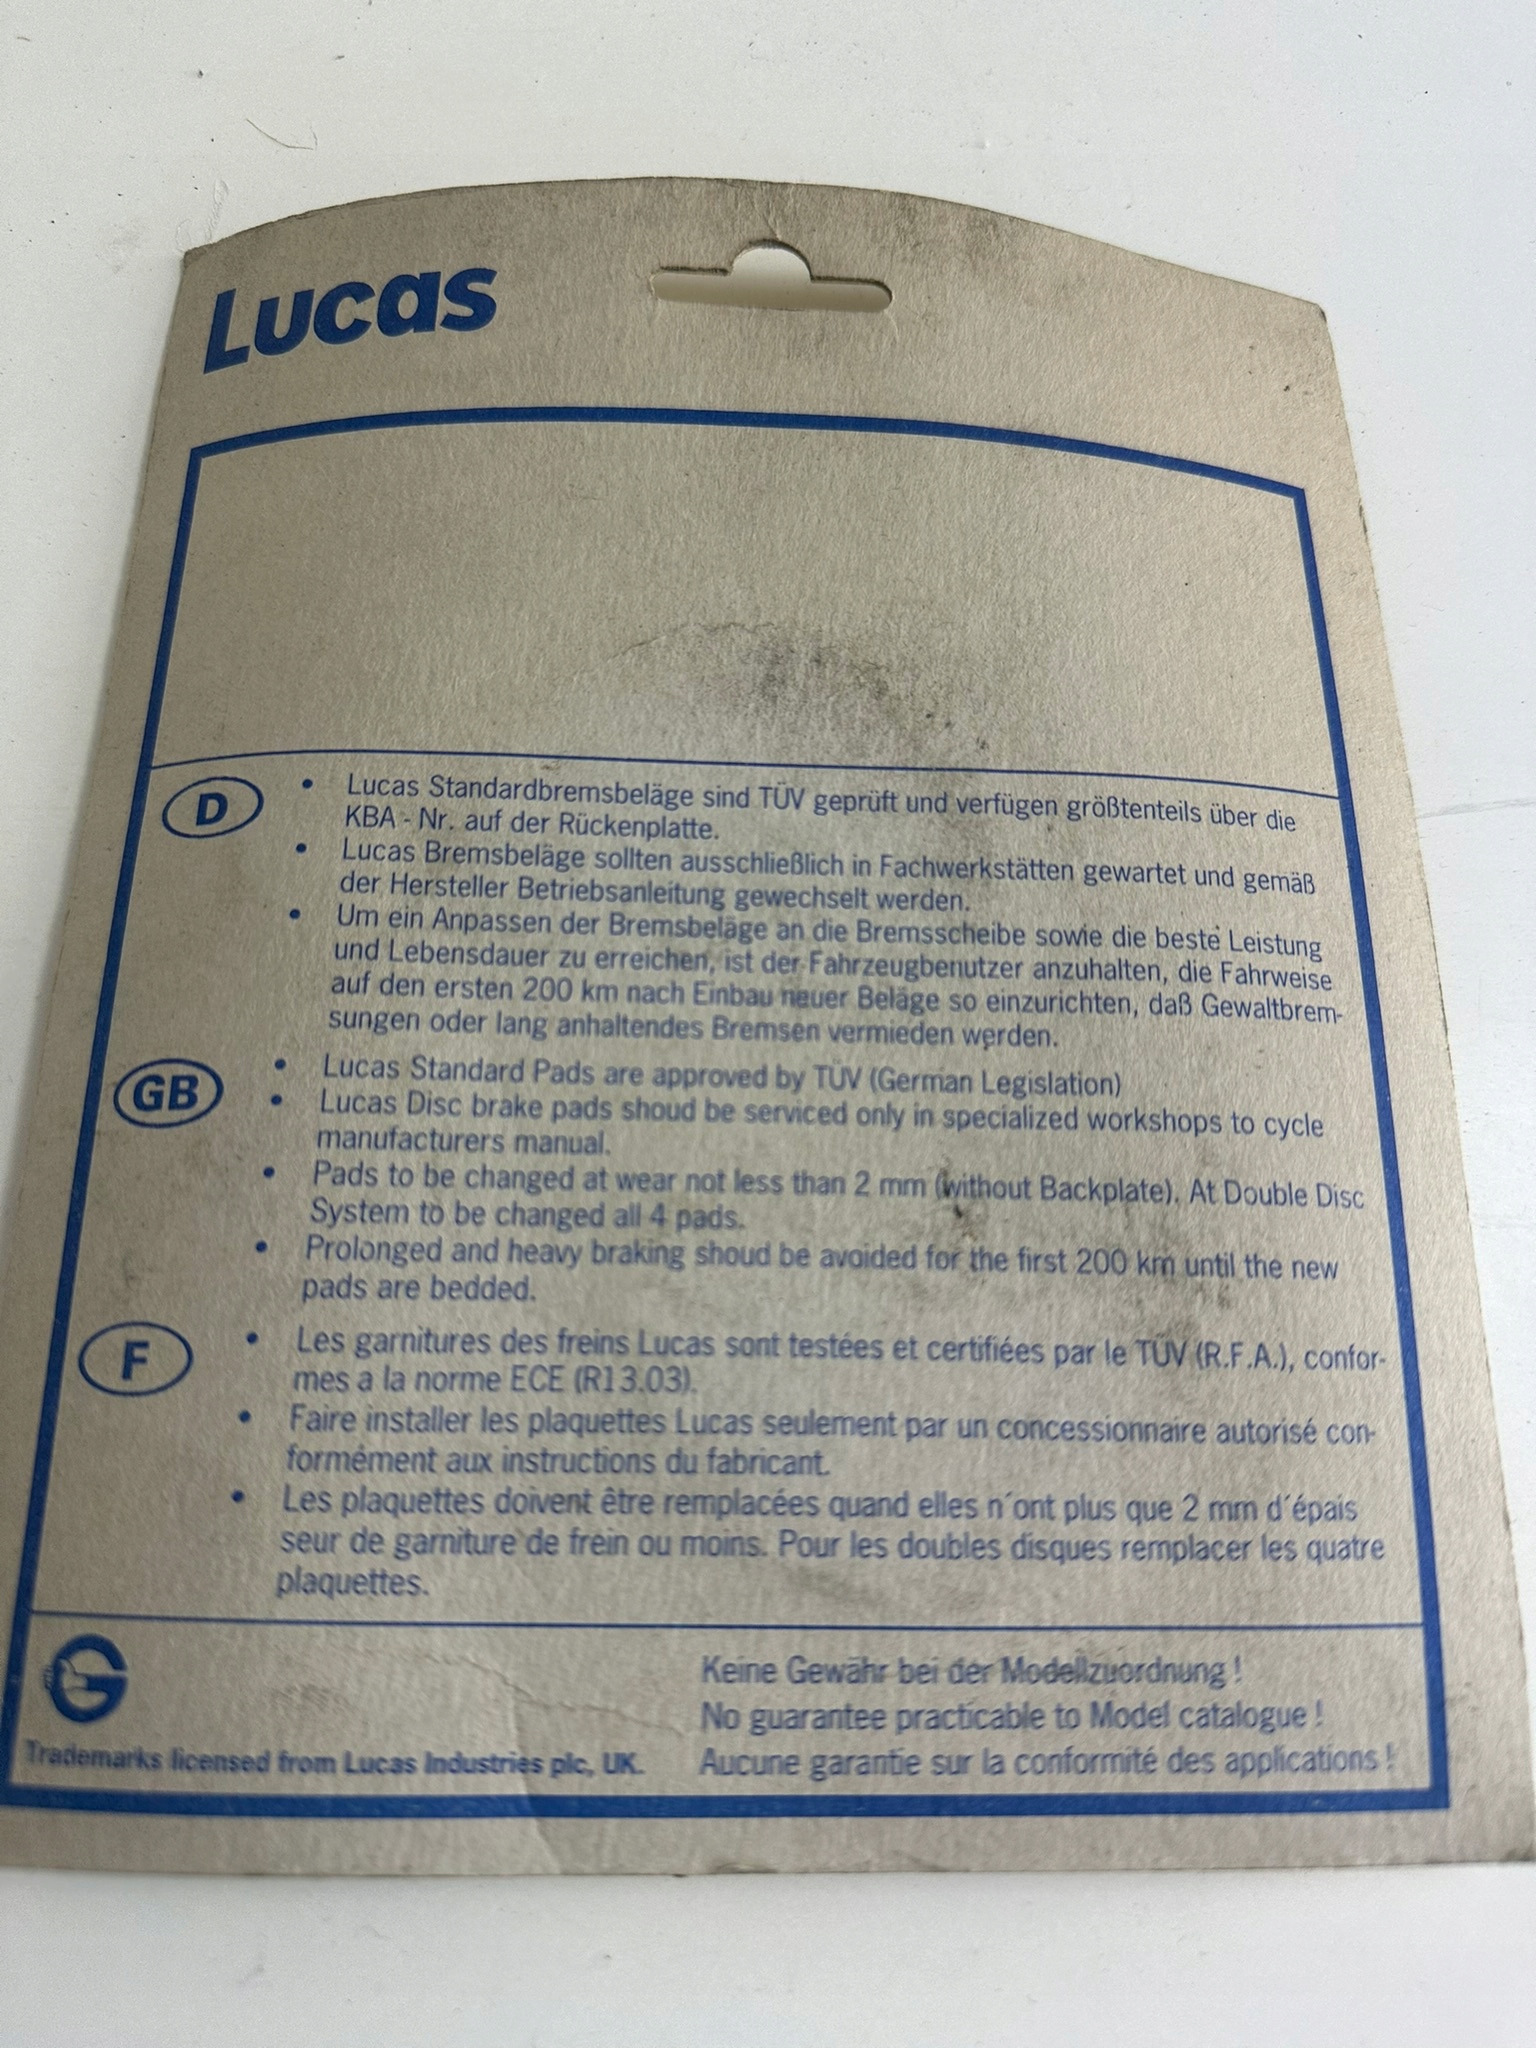 Lucas
D
• Lucas Standardbremsbeläge sind TÜV geprüft und verfügen größtenteils über die
KBA - Nr. auf der Rückenplatte.
• Lucas Bremsbeläge sollten ausschließlich in Fachwerkstätten gewartet und gemäß
der Hersteller Betriebsanleitung gewechselt werden.
• Um ein Anpassen der Bremsbeläge an die Bremsscheibe sowie die beste Leistung
und Lebensdauer zu erreichen, ist der Fahrzeugbenutzer anzuhalten, die Fahrweise
auf den ersten 200 km nach Einbau neuer Beläge so einzurichten, daß Gewaltbrem-
sungen oder lang anhaltendes Bremsen vermieden werden.
GB
• Lucas Standard Pads are approved by TÜV (German Legislation)
• Lucas Disc brake pads shoud be serviced only in specialized workshops to cycle
manufacturers manual.
• Pads to be changed at wear not less than 2 mm (without Backplate). At Double Disc
System to be changed all 4 pads.
• Prolonged and heavy braking shoud be avoided for the first 200 km until the new
pads are bedded.
F
• Les garnitures des freins Lucas sont testées et certifiées par le TÜV (R.F.A.), confor-
mes a la norme ECE (R13.03).
• Faire installer les plaquettes Lucas seulement par un concessionnaire autorisé con-
formément aux instructions du fabricant.
• Les plaquettes doivent être remplacées quand elles n´ont plus que 2 mm d´épais
seur de garniture de frein ou moins. Pour les doubles disques remplacer les quatre
plaquettes.
G
Trademarks licensed from Lucas Industries plc, UK.
Keine Gewähr bei der Modellzuordnung !
No guarantee practicable to Model catalogue !
Aucune garantie sur la conformité des applications !